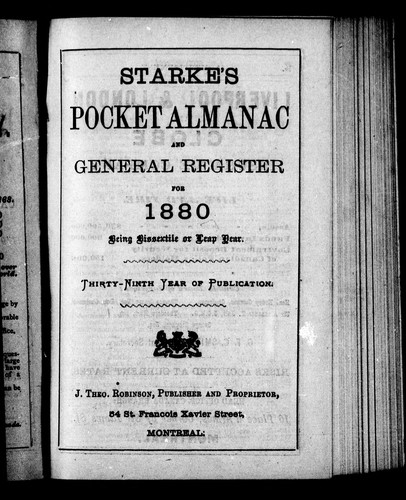 STARKE'S
POCKET ALMANAC
AND
GENERAL REGISTER
FOR
1880
Being Bissextile or Leap Year.
THIRTY-NINTH YEAR OF PUBLICATION.
J. THEO. ROBINSON, PUBLISHER AND PROPRIETOR,
54 St. Francois Xavier Street,
MONTREAL.